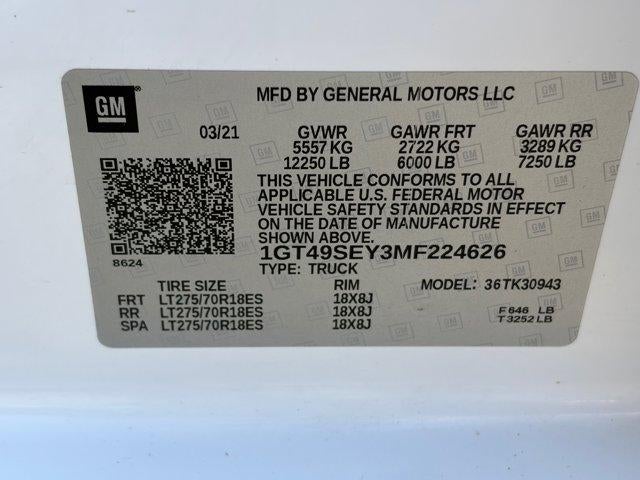 GM
MFD BY GENERAL MOTORS LLC
03/21 GVWR GAWR FRT GAWR RR
5557 KG 2722 KG 3289 KG
12250 LB 6000 LB 7250 LB
THIS VEHICLE CONFORMS TO ALL
APPLICABLE U.S. FEDERAL MOTOR
VEHICLE SAFETY STANDARDS IN EFFECT
ON THE DATE OF MANUFACTURE
SHOWN ABOVE.
8624
1GT49SEY3MF224626
TYPE: TRUCK
TIRE SIZE RIM MODEL: 36TK30943
FRT LT275/70R18ES 18X8J
RR LT275/70R18ES 18X8J F 646 LB
SPA LT275/70R18ES 18X8J T 3252 LB